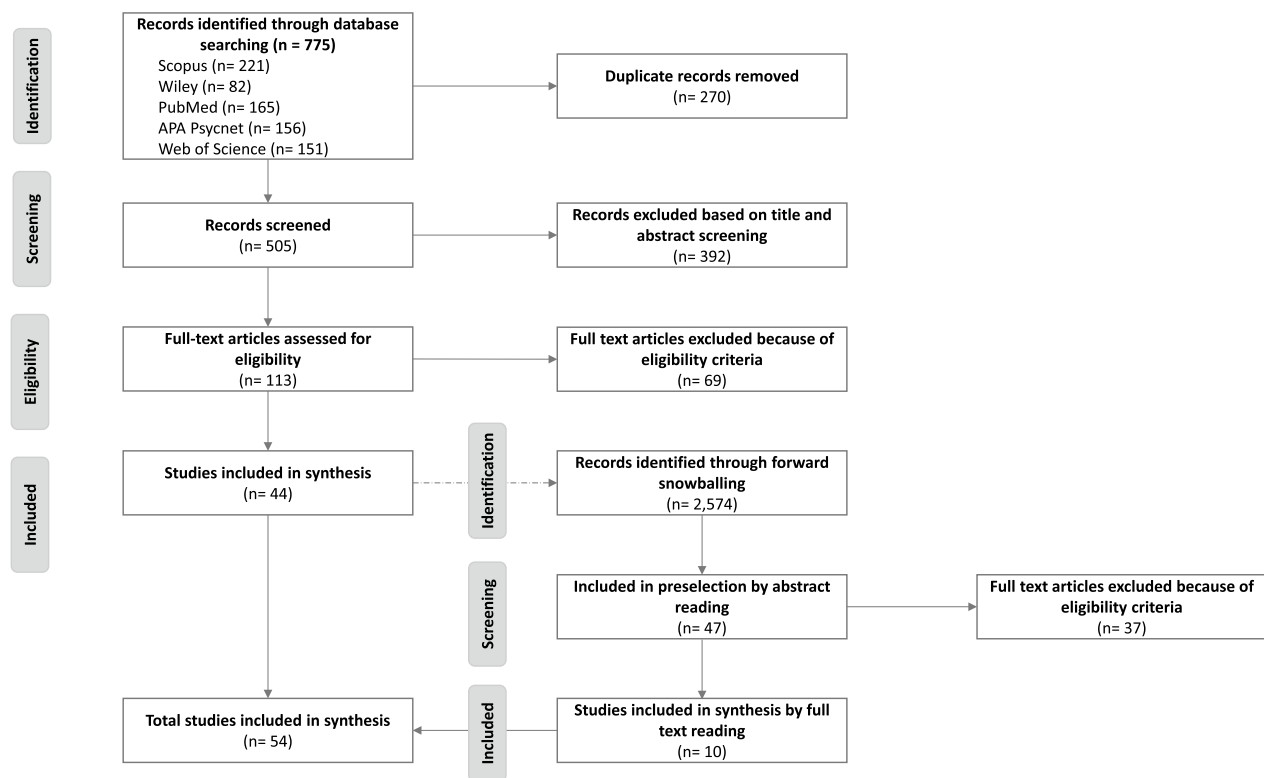 Identification
Records identified through database
searching (n = 775)
Scopus (n= 221)
Wiley (n= 82)
PubMed (n= 165)
APA Psycnet (n= 156)
Web of Science (n= 151)
Duplicate records removed
(n= 270)
Screening
Records screened
(n= 505)
Records excluded based on title and
abstract screening
(n= 392)
Eligibility
Full-text articles assessed for
eligibility
(n= 113)
Full text articles excluded because of
eligibility criteria
(n= 69)
Included
Studies included in synthesis
(n= 44)
Identification
Records identified through forward
snowballing
(n= 2,574)
Screening
Included in preselection by abstract
reading
(n= 47)
Full text articles excluded because of
eligibility criteria
(n= 37)
Total studies included in synthesis
(n= 54)
Included
Studies included in synthesis by full
text reading
(n= 10)